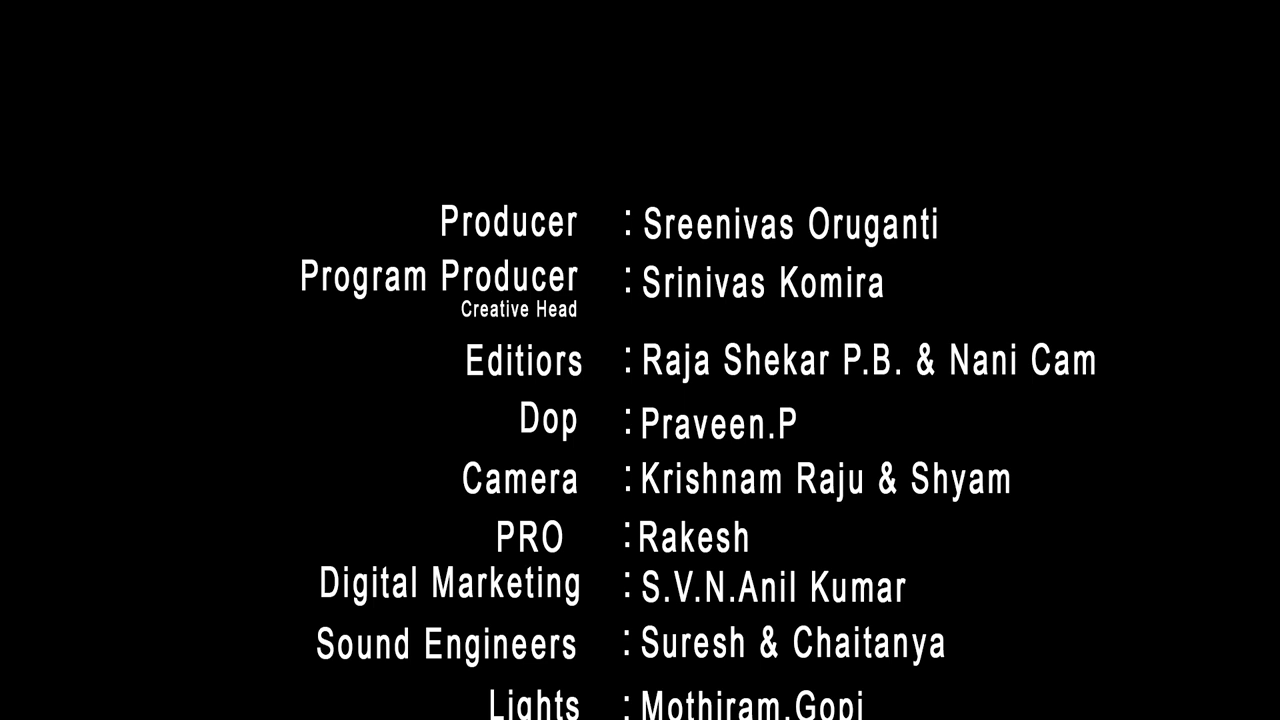 Producer : Sreenivas Oruganti
Program Producer : Srinivas Komira
Creative Head
Editiors : Raja Shekar P.B. & Nani Cam
Dop : Praveen.P
Camera : Krishnam Raju & Shyam
PRO : Rakesh
Digital Marketing : S.V.N.Anil Kumar
Sound Engineers : Suresh & Chaitanya
Lights : Mothiram.Gopi